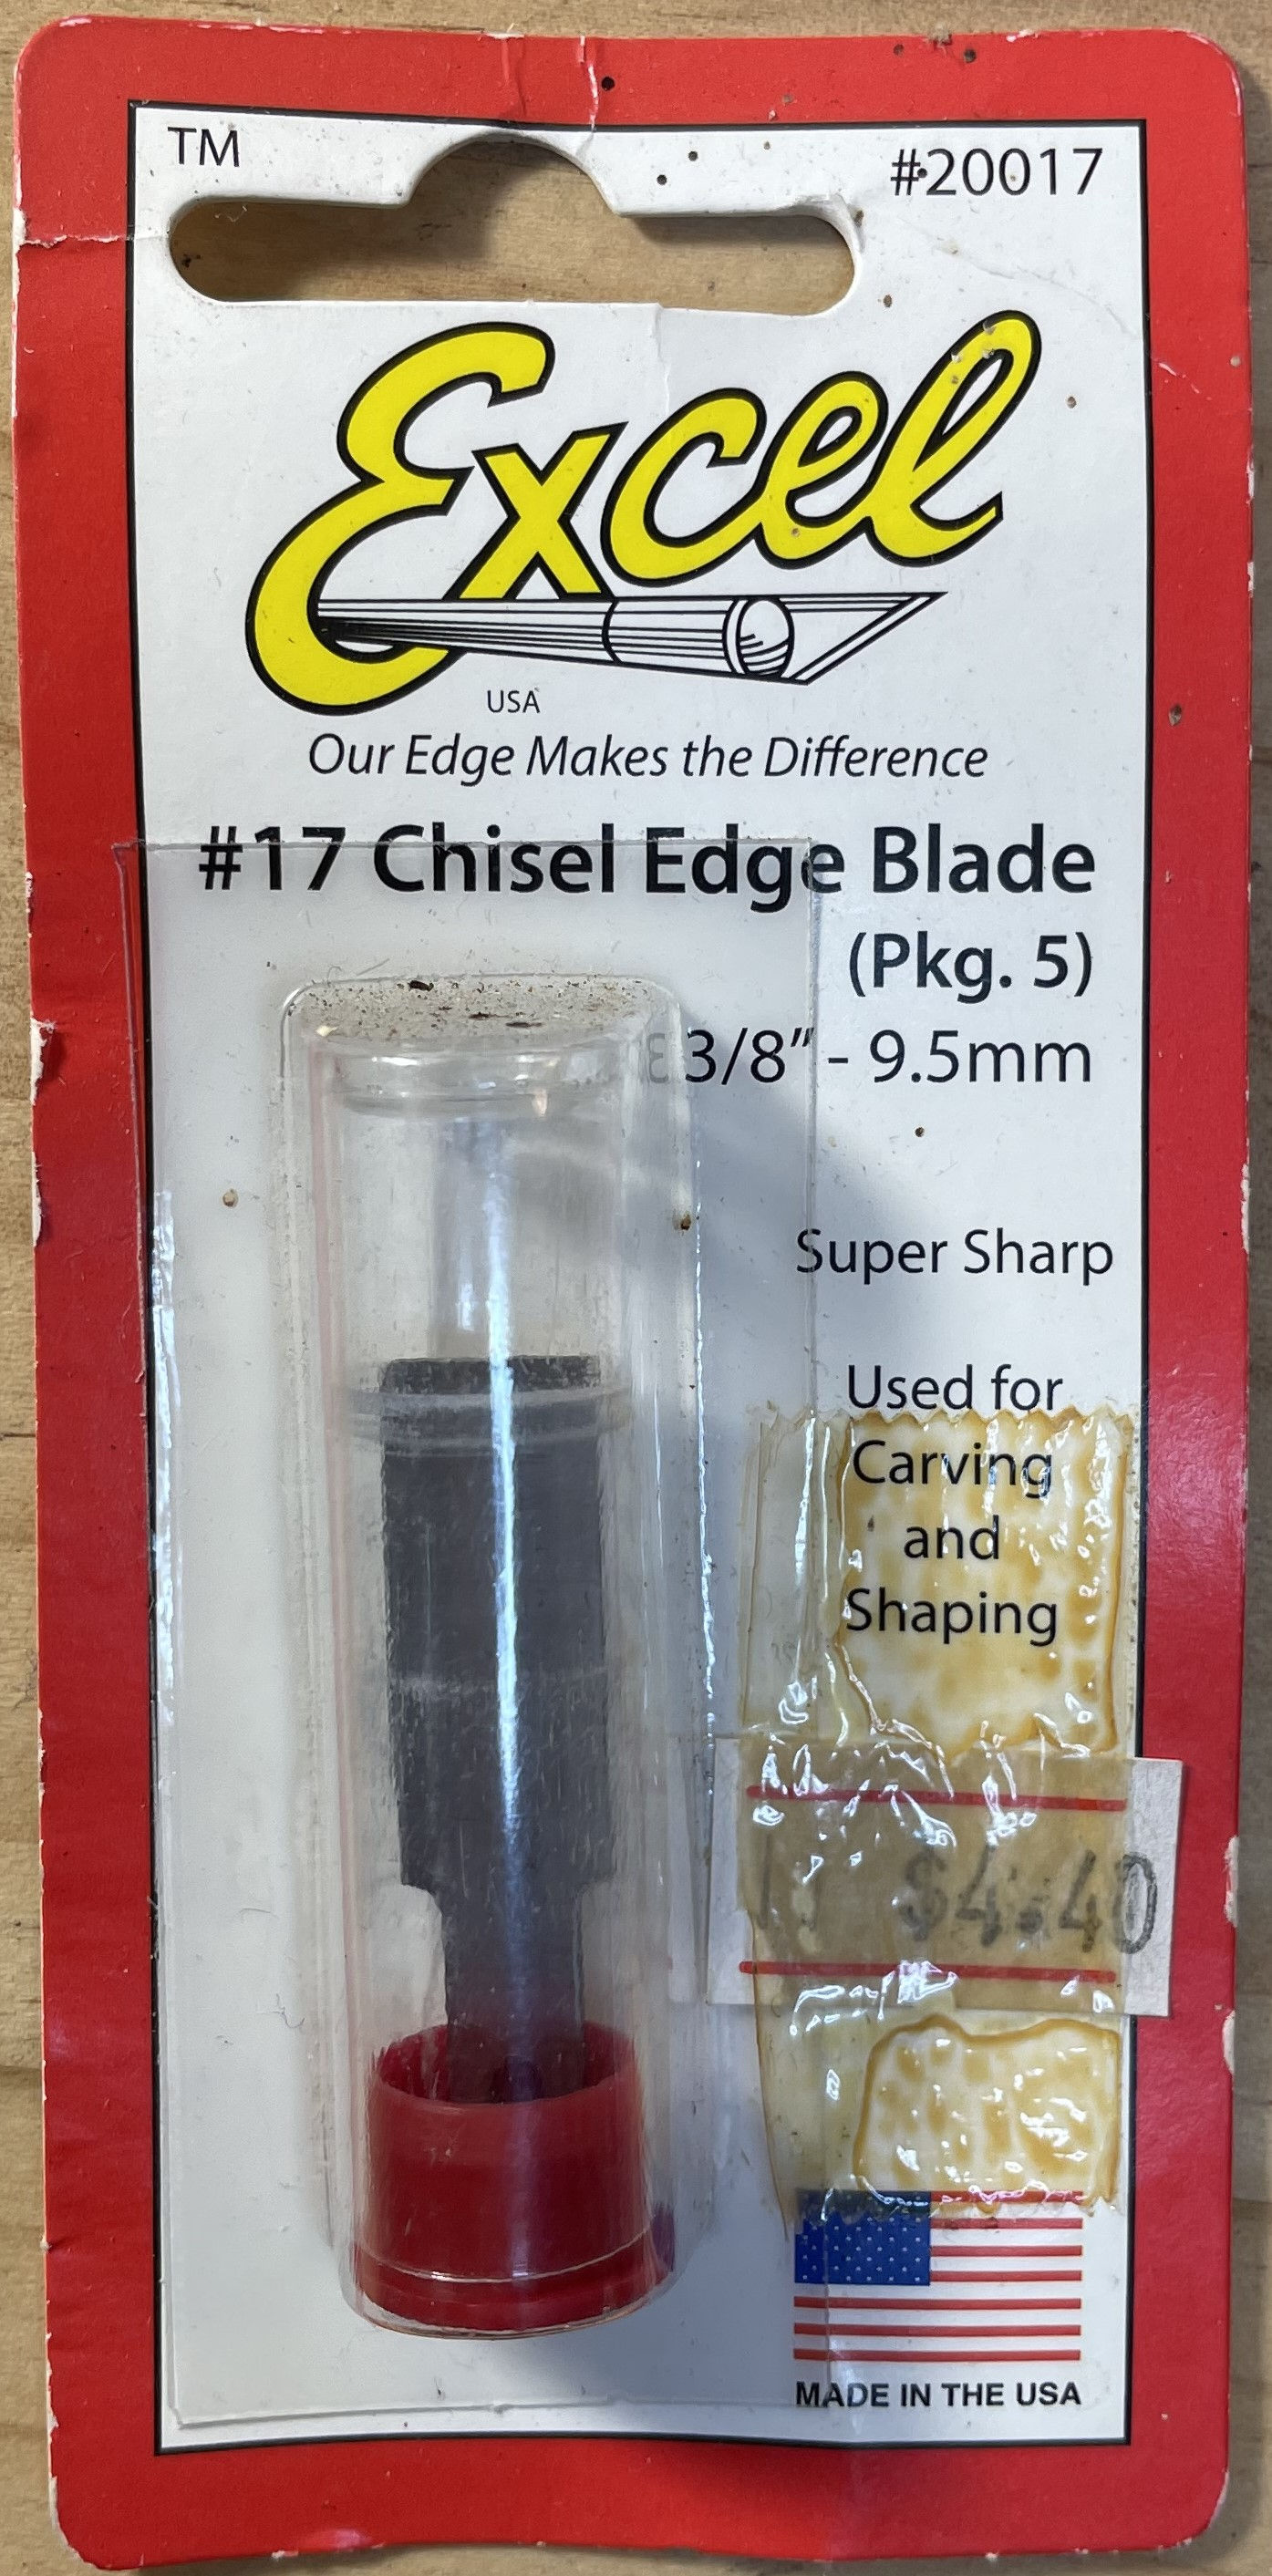 TM
#20017
Excel
USA
Our Edge Makes the Difference
#17 Chisel Edge Blade
(Pkg. 5)
3/8” - 9.5mm
Super Sharp
Used for
Carving
and
Shaping
$4.40
MADE IN THE USA